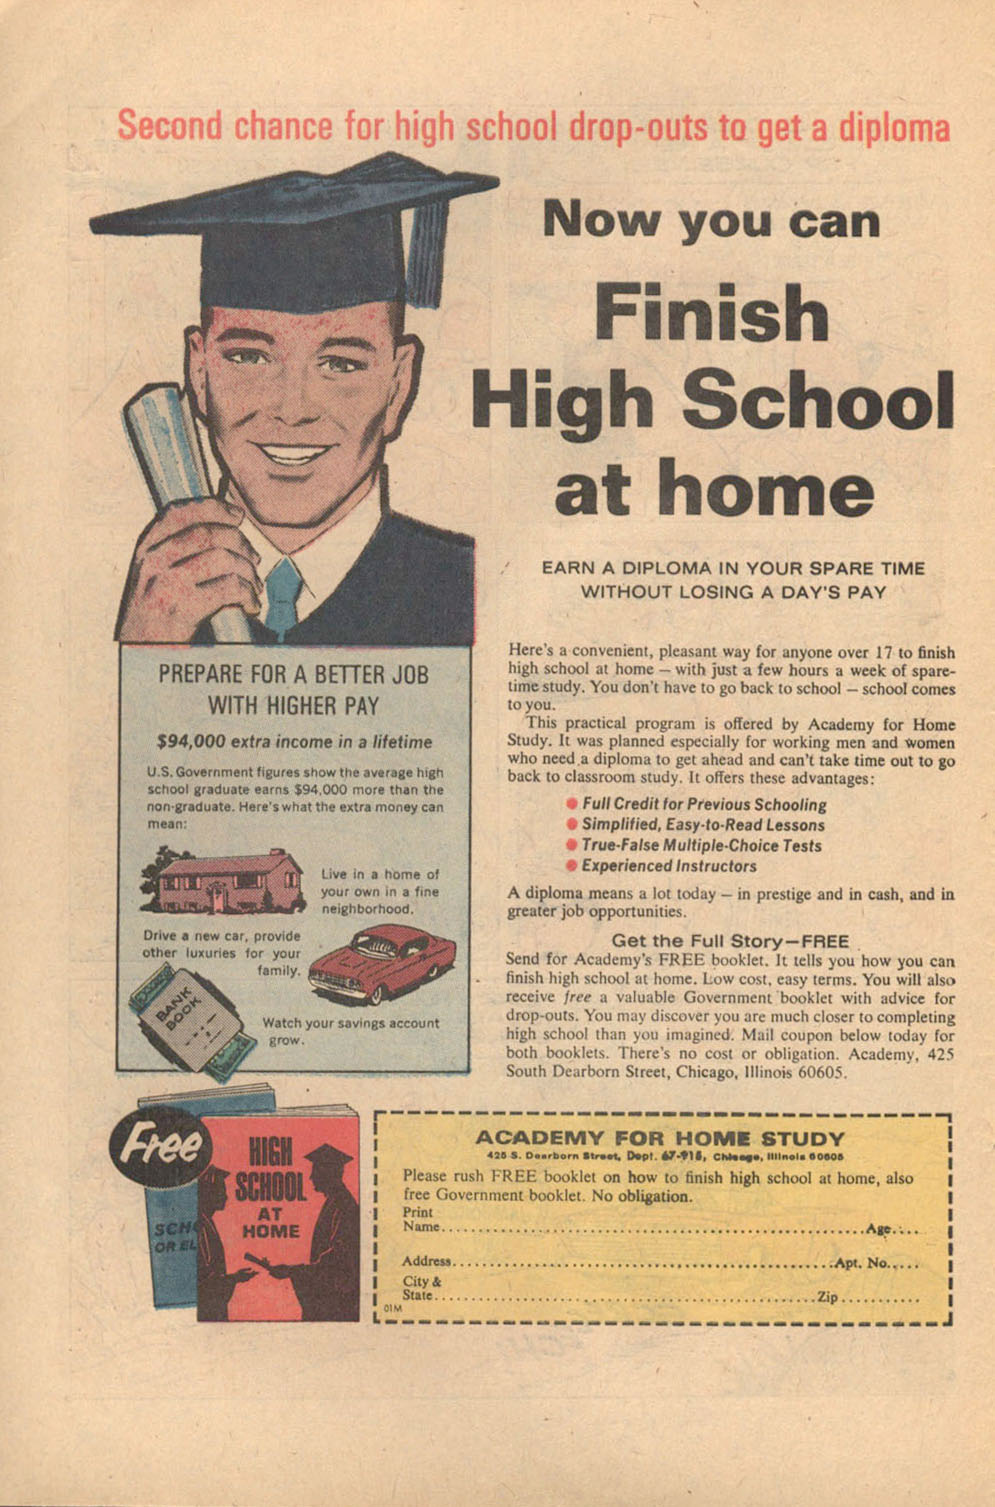 Second chance for high school drop-outs to get a diploma
Now you can
Finish
High School
at home
EARN A DIPLOMA IN YOUR SPARE TIME
WITHOUT LOSING A DAY'S PAY
Here's a convenient, pleasant way for anyone over 17 to finish
high school at home — with just a few hours a week of spare-
time study. You don't have to go back to school — school comes
to you.
This practical program is offered by Academy for Home
Study. It was planned especially for working men and women
who need a diploma to get ahead and can't take time out to go
back to classroom study. It offers these advantages:
• Full Credit for Previous Schooling
• Simplified, Easy-to-Read Lessons
• True-False Multiple-Choice Tests
• Experienced Instructors
A diploma means a lot today — in prestige and in cash, and in
greater job opportunities.
Get the Full Story—FREE
Send for Academy's FREE booklet. It tells you how you can
finish high school at home. Low cost, easy terms. You will also
receive free a valuable Government booklet with advice for
drop-outs. You may discover you are much closer to completing
high school than you imagined. Mail coupon below today for
both booklets. There's no cost or obligation. Academy, 425
South Dearborn Street, Chicago, Illinois 60605.
PREPARE FOR A BETTER JOB
WITH HIGHER PAY
$94,000 extra income in a lifetime
U.S. Government figures show the average high
school graduate earns $94,000 more than the
non-graduate. Here's what the extra money can
mean:
Live in a home of
your own in a fine
neighborhood.
Drive a new car, provide
other luxuries for your
family.
BANK
BOOK
Watch your savings account
grow.
Free
HIGH
SCHOOL
AT
HOME
SCHO
OR EL
ACADEMY FOR HOME STUDY
425 S. Dearborn Street, Dept. 67-918, Chicago, Illinois 60605
Please rush FREE booklet on how to finish high school at home, also
free Government booklet. No obligation.
Print
Name Age
Address Apt. No.
City &
State Zip
01M